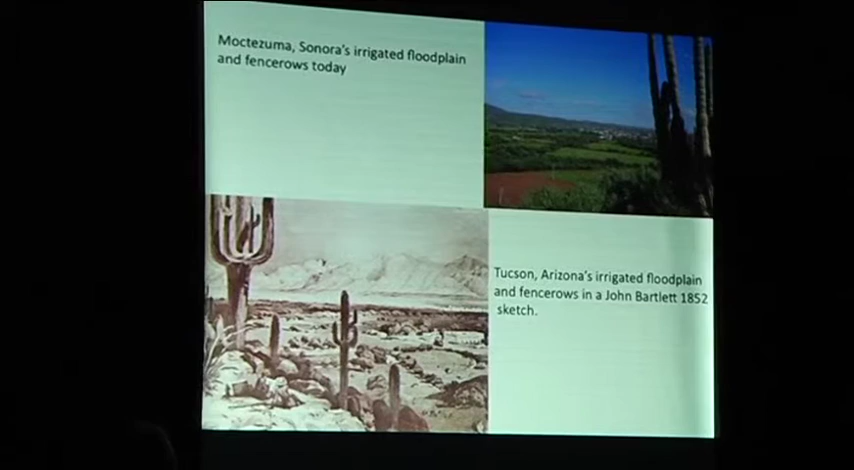 Moctezuma, Sonora's irrigated floodplain
and fencerows today
Tucson, Arizona's irrigated floodplain
and fencerows in a John Bartlett 1852
sketch.